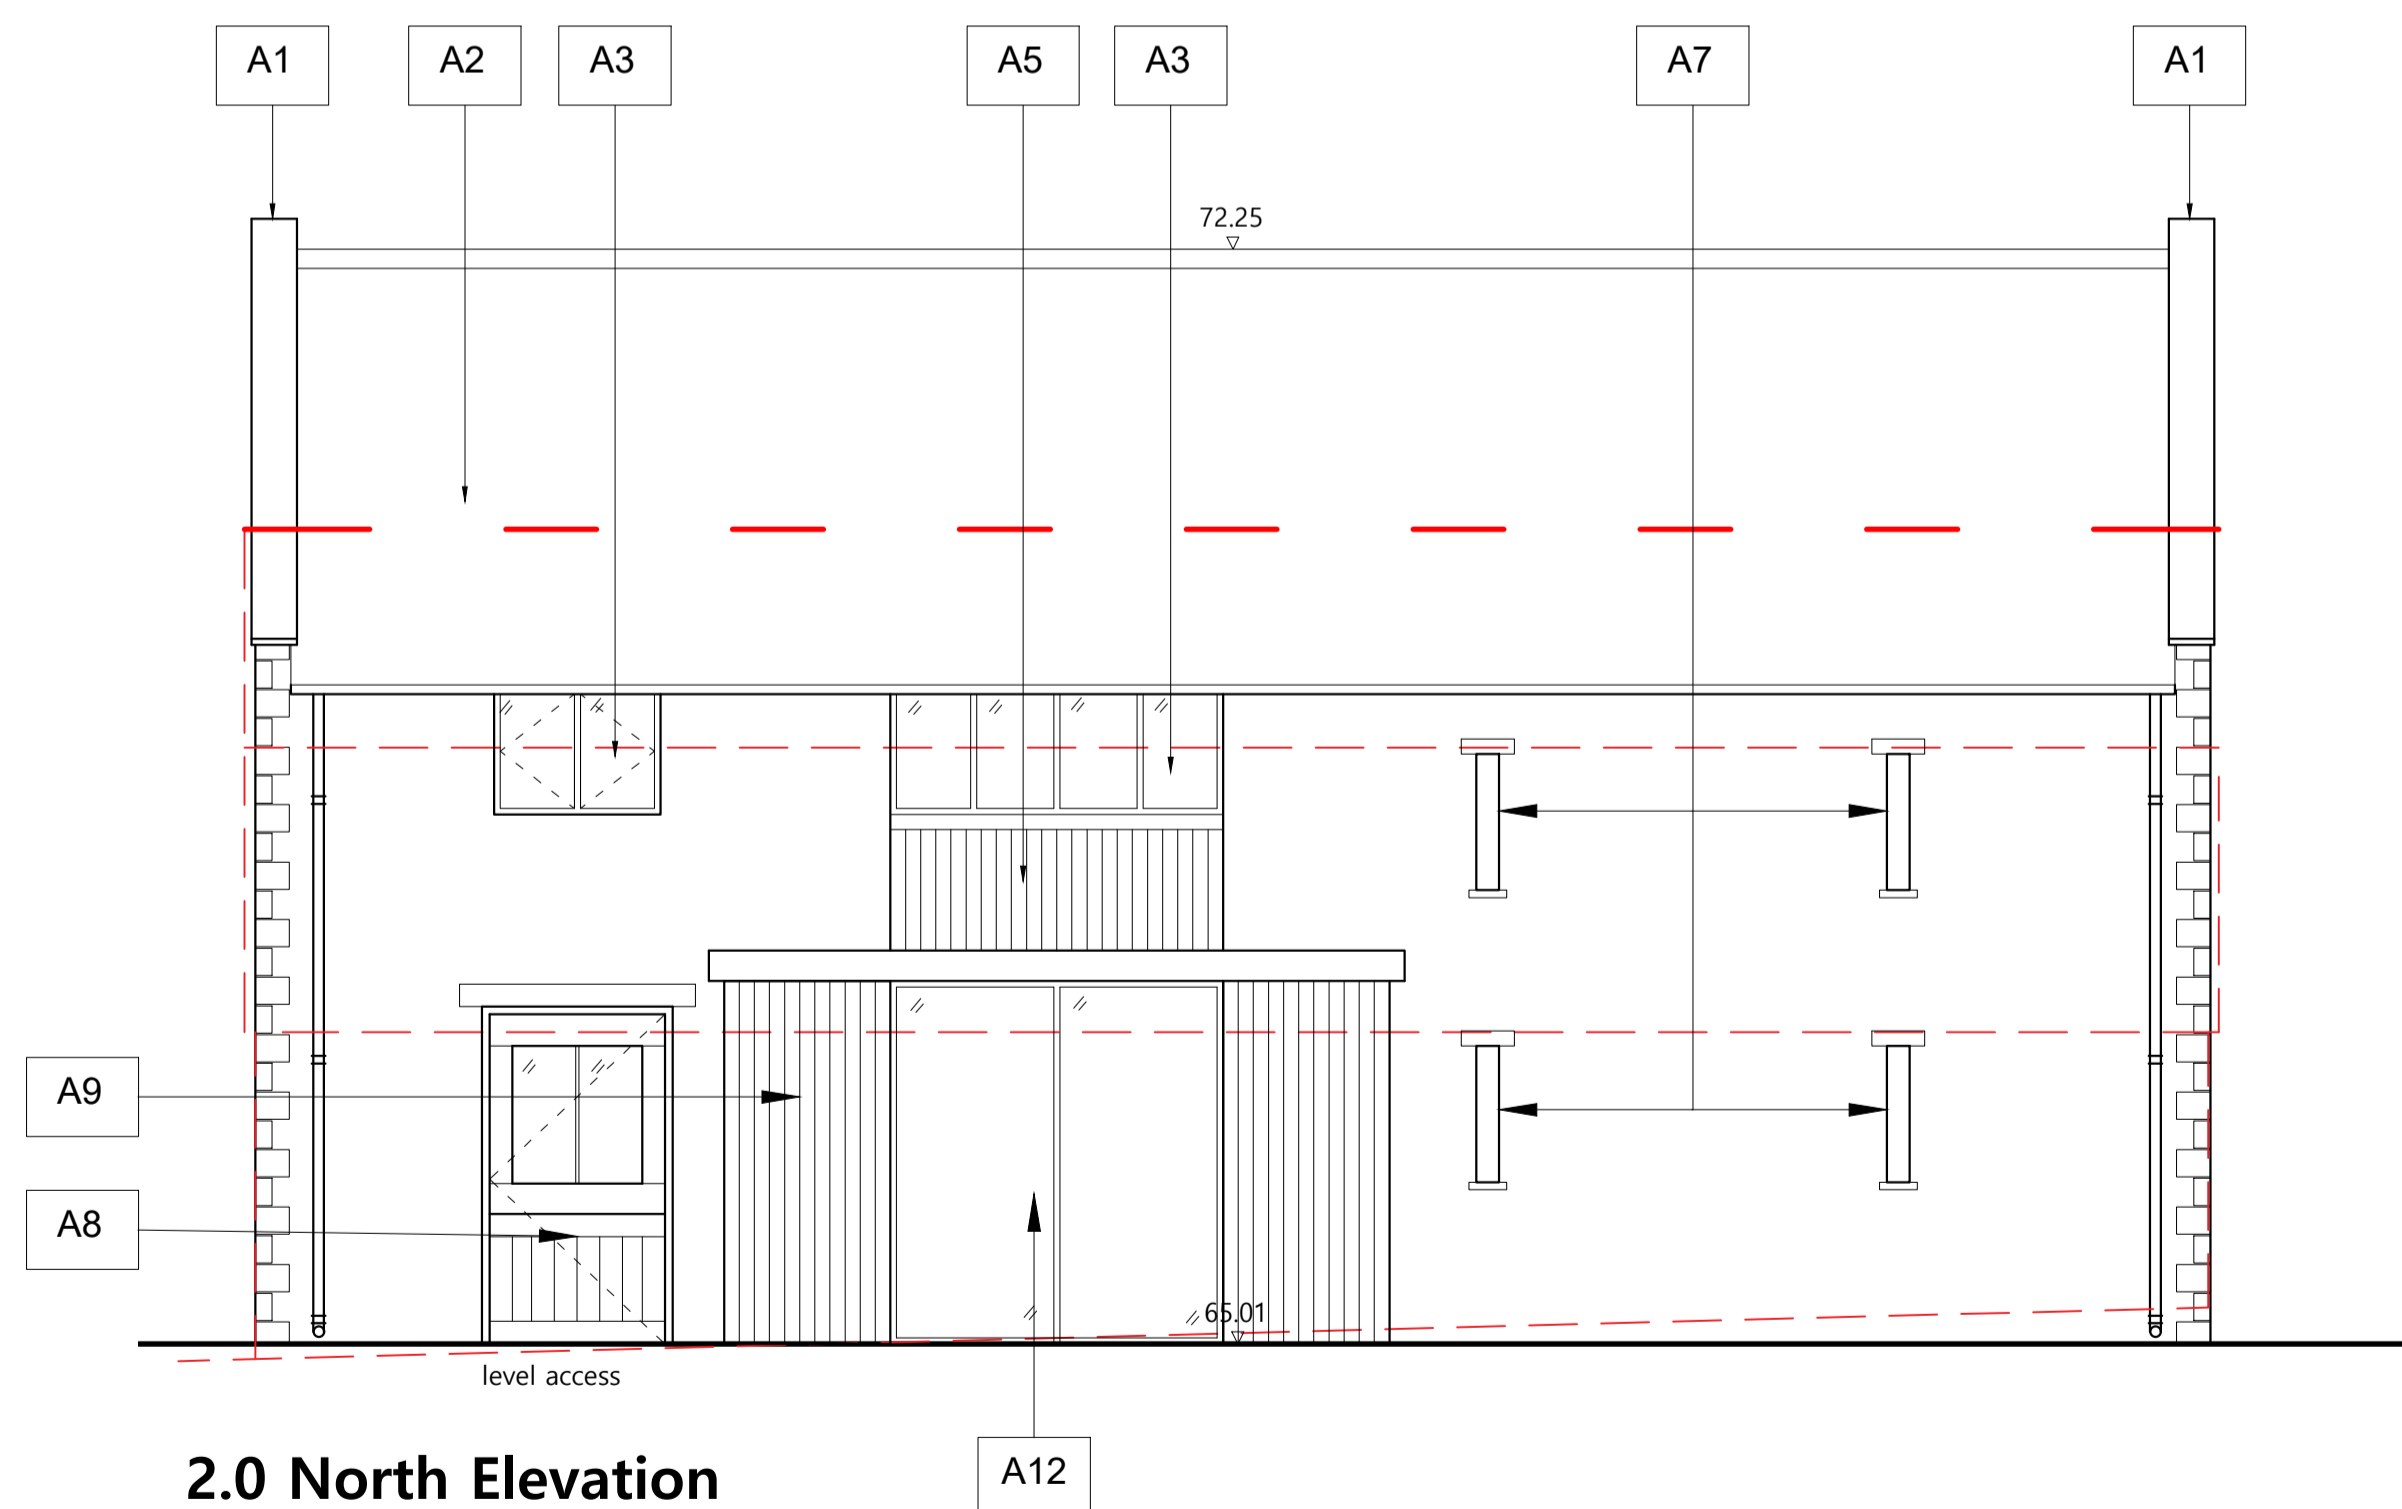 A1 A2 A3 A5 A3 A7 A1
72.25
A9
A8
65.01
level access
A12
2.0 North Elevation